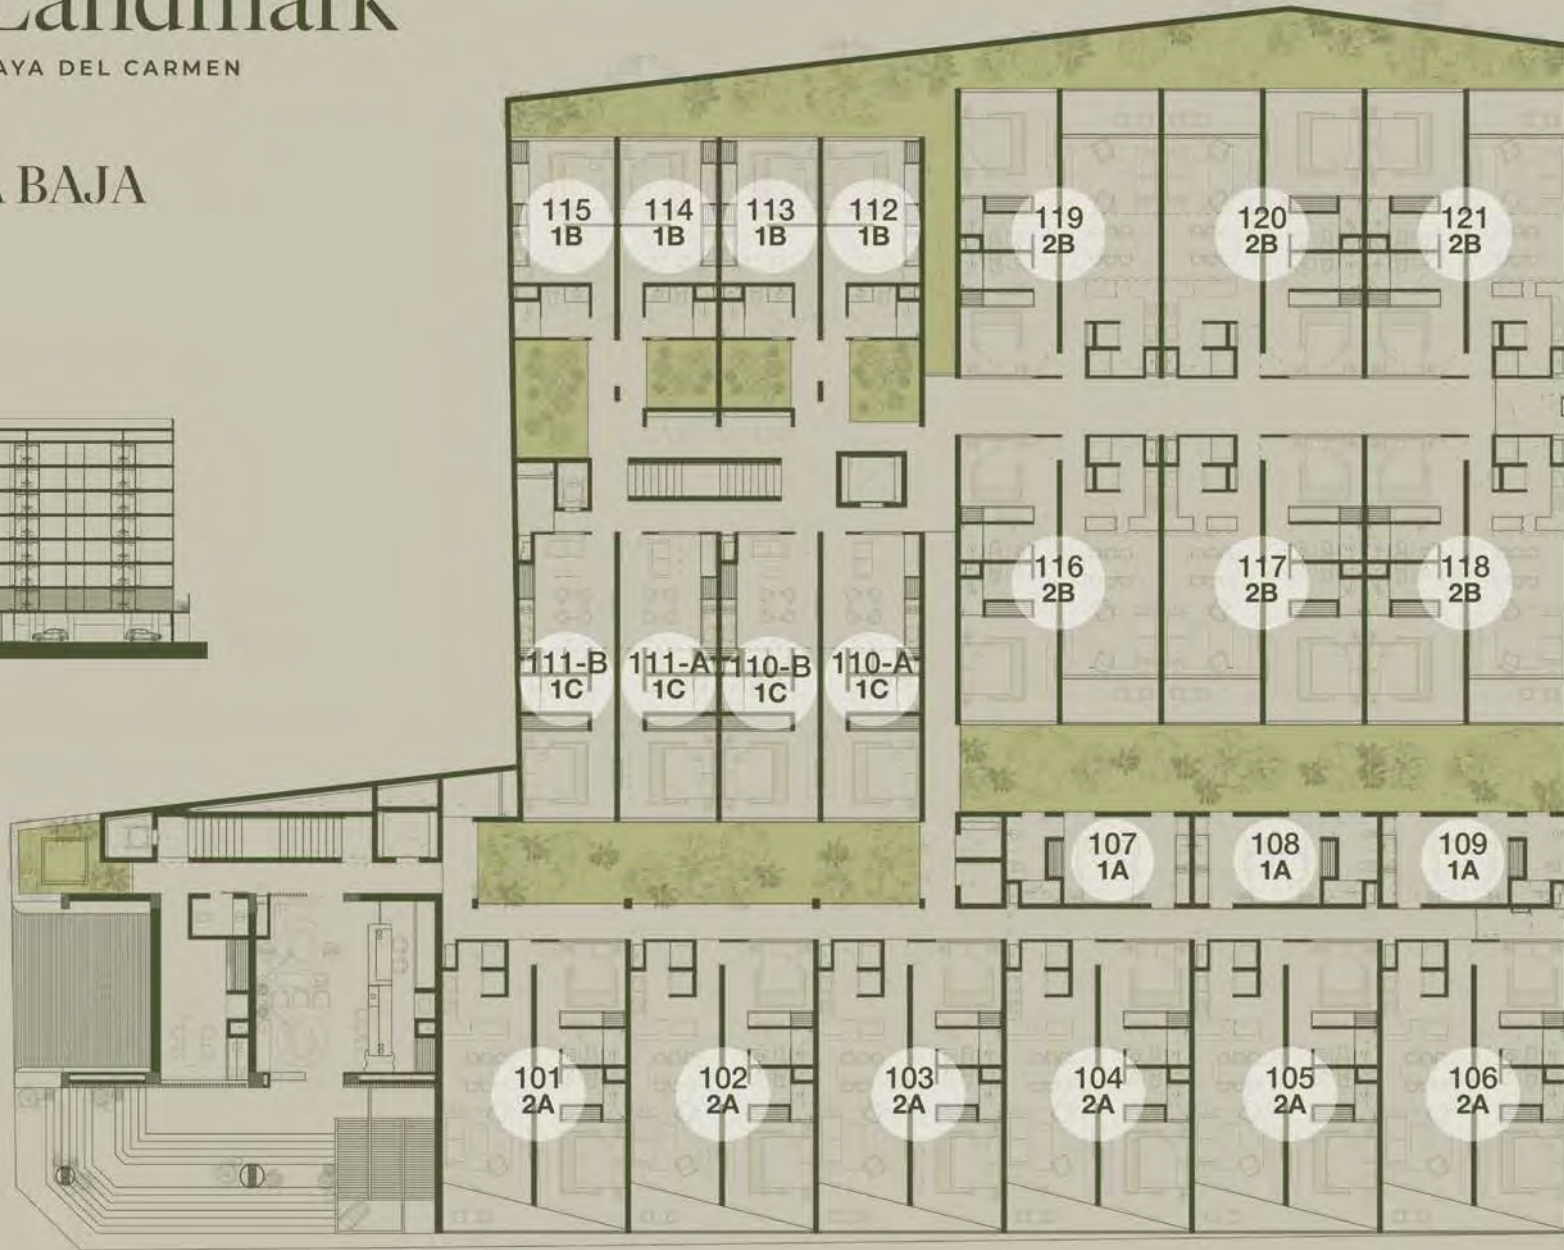 Landmark
AYA DEL CARMEN
A BAJA
115
1B
114
1B
113
1B
112
1B
119
2B
120
2B
121
2B
116
2B
117
2B
118
2B
111-B
1C
111-A
1C
110-B
1C
110-A
1C
107
1A
108
1A
109
1A
101
2A
102
2A
103
2A
104
2A
105
2A
106
2A